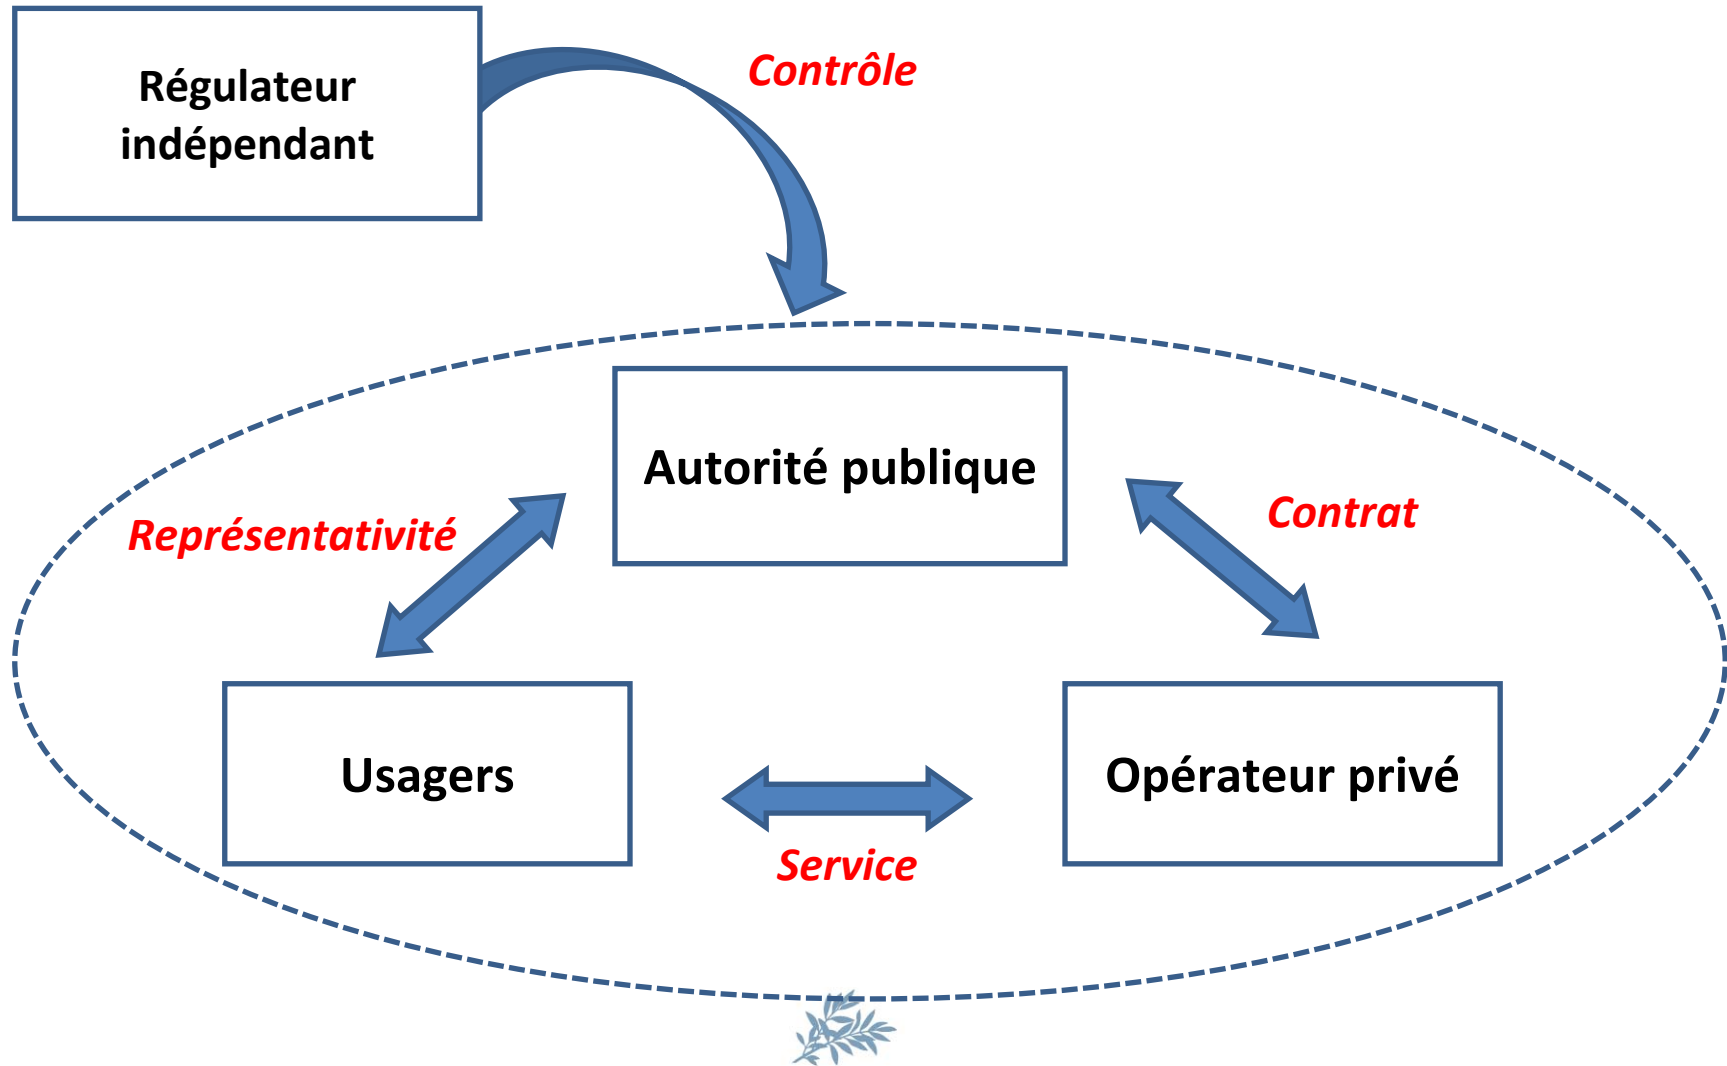 Régulateur
indépendant
Contrôle
Autorité publique
Représentativité
Contrat
Usagers
Opérateur privé
Service